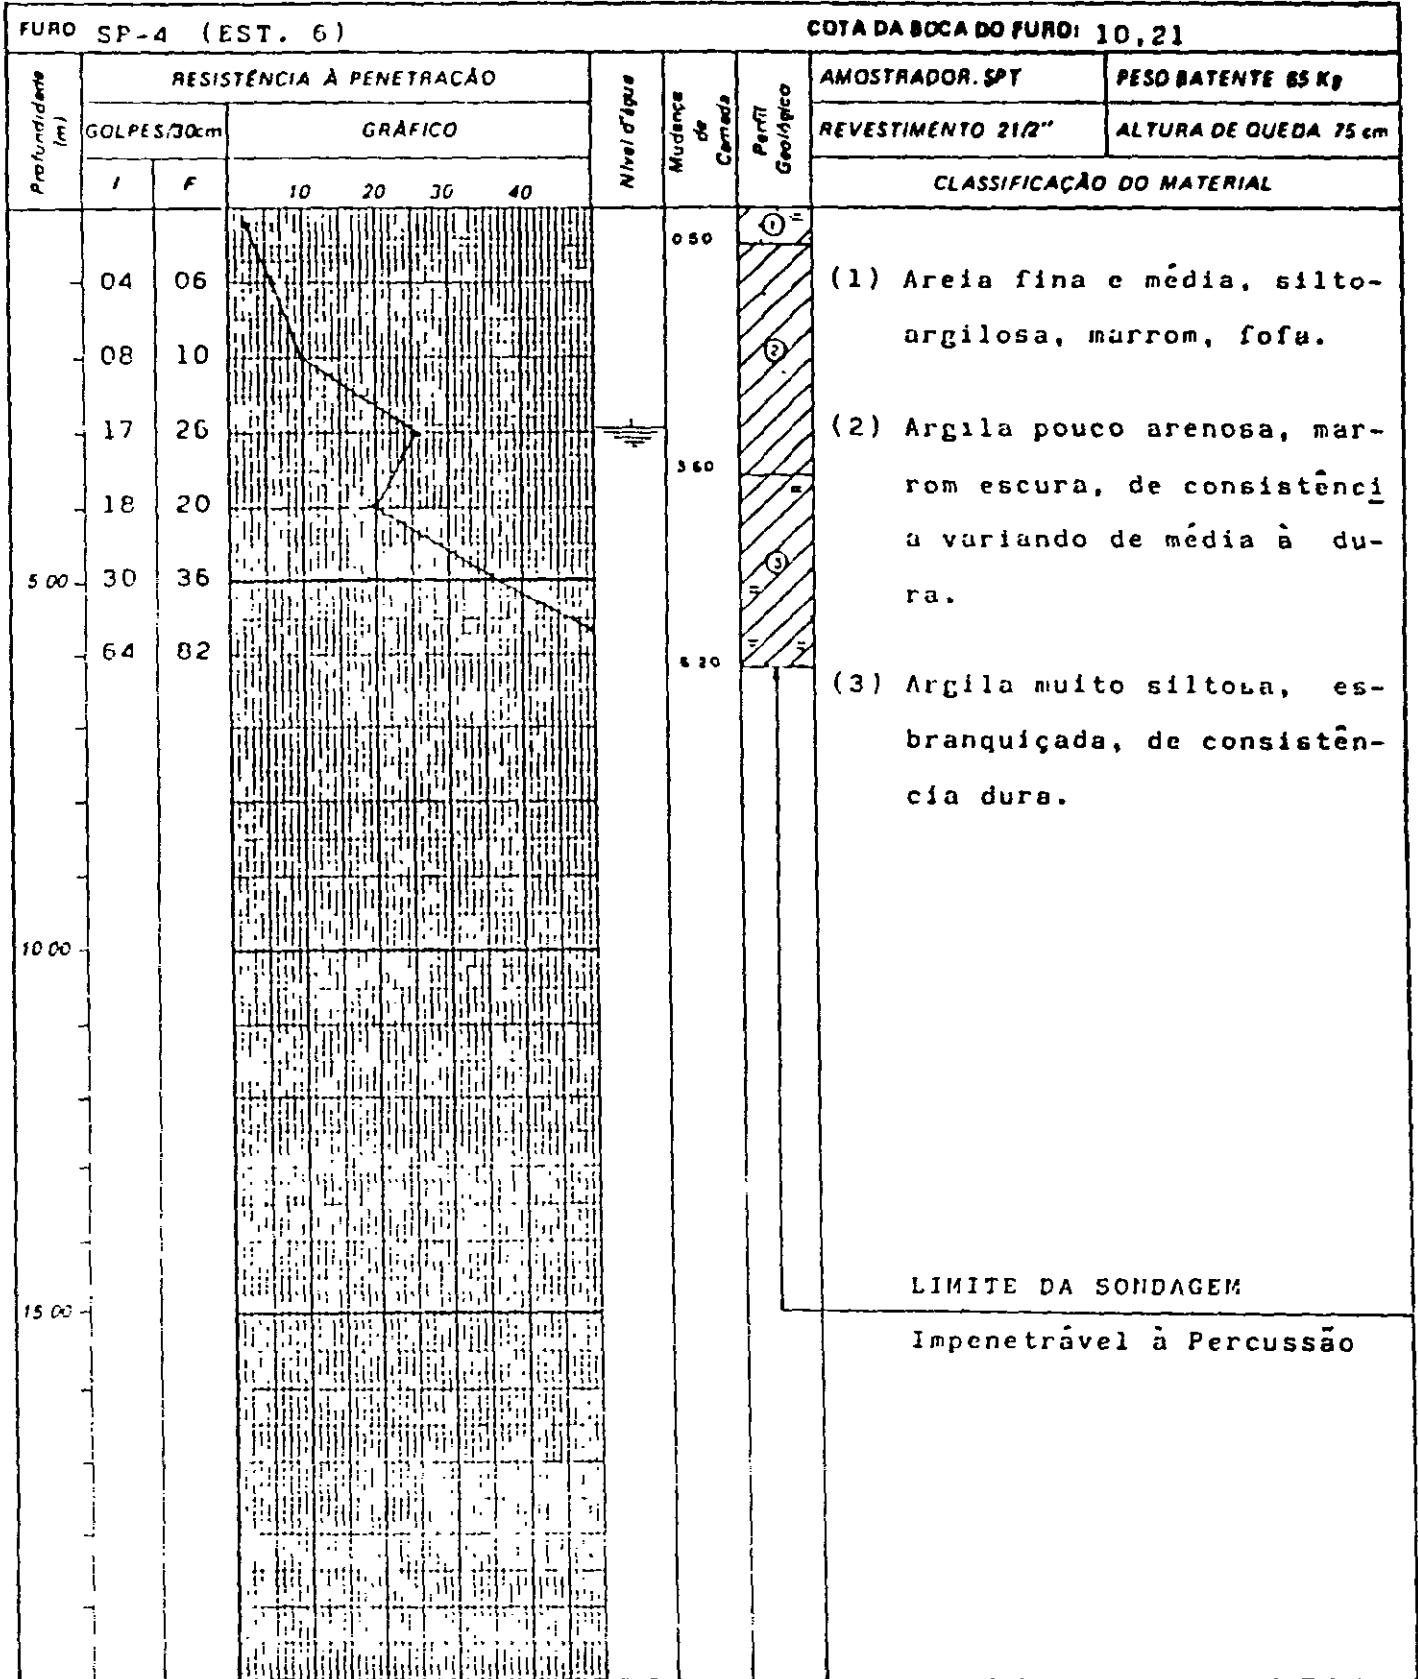 FURO SP-4 (EST. 6) COTA DA BOCA DO FURO: 10,21
Profundidade (m)
RESISTÊNCIA À PENETRAÇÃO
GOLPES/30cm
GRÁFICO
I F
10 20 30 40
Nível d'água
Mudança de Camada
Perfil Geológico
AMOSTRADOR. SPT PESO BATENTE 65 Kg
REVESTIMENTO 2 1/2" ALTURA DE QUEDA 75 cm
CLASSIFICAÇÃO DO MATERIAL
1
0 50
04 06
08 10
2
17 26
3 60
18 20
5 00 30 36
3
64 82
6 20
10 00
15 00
(1) Areia fina e média, silto-
argilosa, marrom, fofa.
(2) Argila pouco arenosa, mar-
rom escura, de consistênci
a variando de média à du-
ra.
(3) Argila muito siltosa, es-
branquiçada, de consistên-
cia dura.
LIMITE DA SONDAGEM
Impenetrável à Percussão